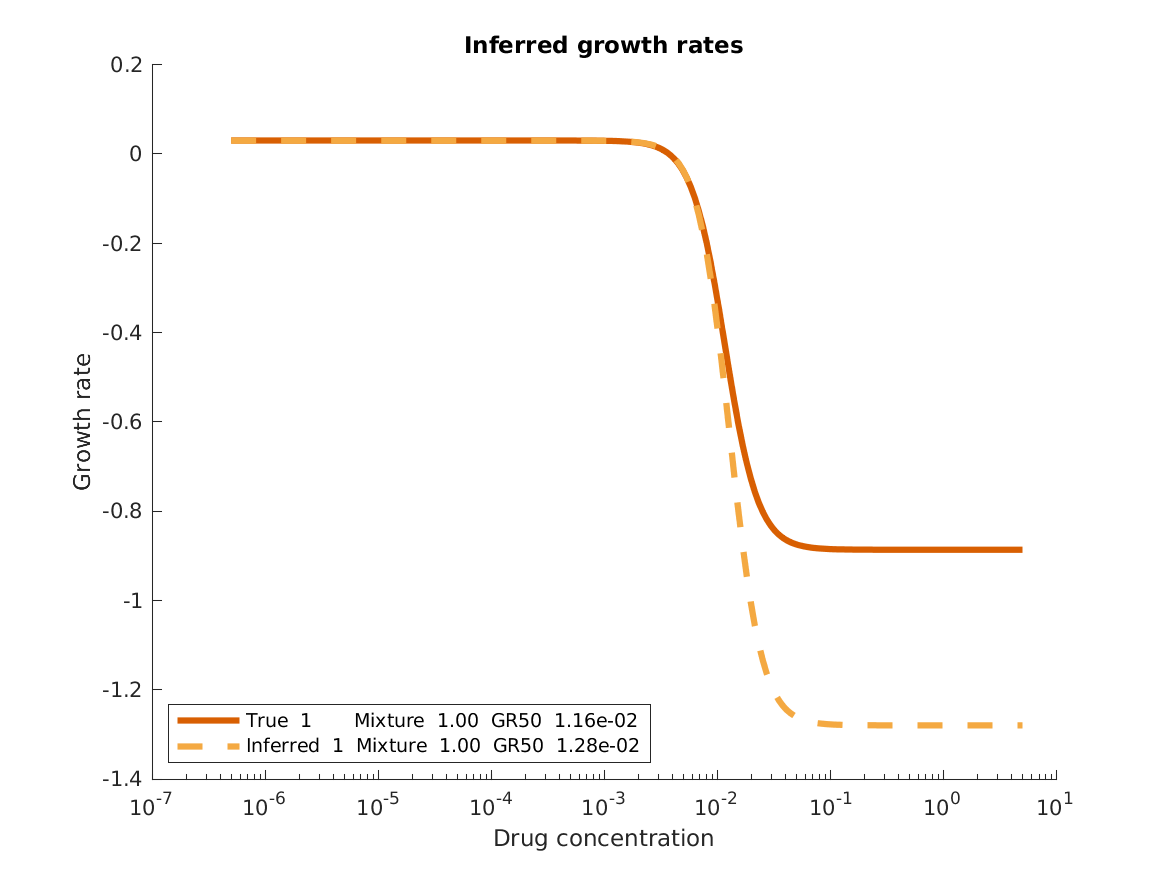 Inferred growth rates
0.2
0
-0.2
-0.4
-0.6
-0.8
-1
-1.2
-1.4
Growth rate
True 1 Mixture 1.00 GR50 1.16e-02
Inferred 1 Mixture 1.00 GR50 1.28e-02
10^-7 10^-6 10^-5 10^-4 10^-3 10^-2 10^-1 10^0 10^1
Drug concentration